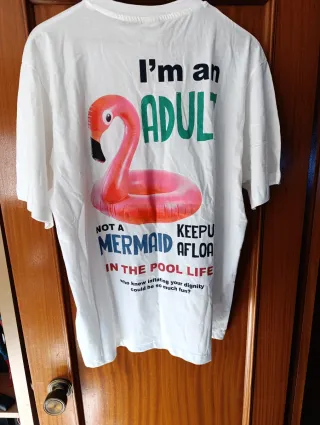 I'm an
ADULT
NOT A
MERMAID
KEEPU
AFLOA
IN THE POOL LIFE
who knew inflating your dignity
could be so much fun?